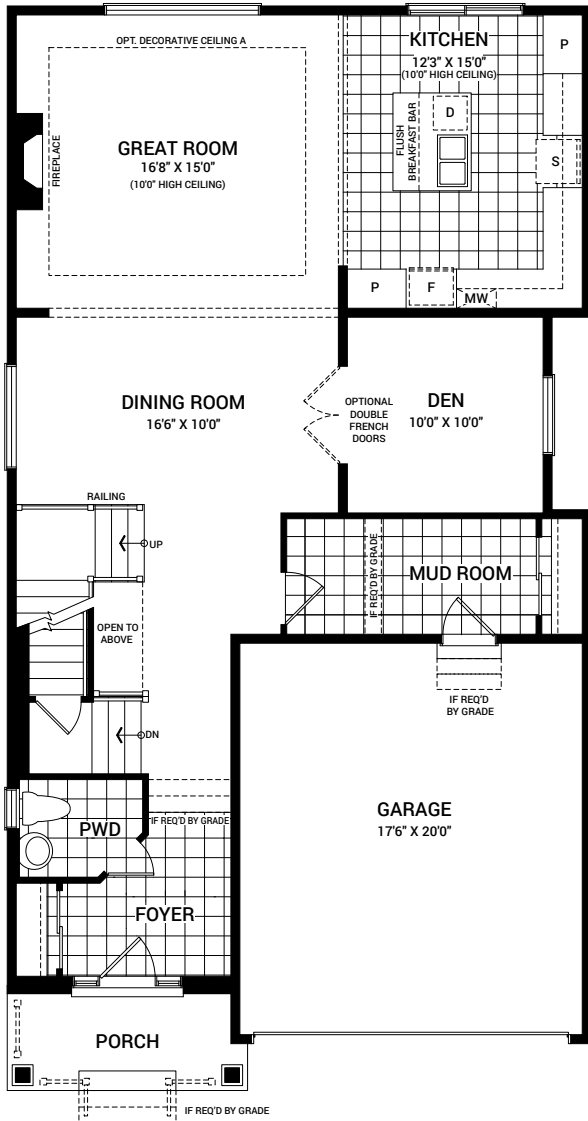 OPT. DECORATIVE CEILING A
FIREPLACE
GREAT ROOM
16'8" X 15'0"
(10'0" HIGH CEILING)
KITCHEN
12'3" X 15'0"
(10'0" HIGH CEILING)
P
D
FLUSH
BREAKFAST BAR
S
P
F
MW
DINING ROOM
16'6" X 10'0"
OPTIONAL
DOUBLE
FRENCH
DOORS
DEN
10'0" X 10'0"
RAILING
UP
OPEN TO
ABOVE
DN
IF REQ'D BY GRADE
MUD ROOM
IF REQ'D
BY GRADE
GARAGE
17'6" X 20'0"
PWD
IF REQ'D BY GRADE
FOYER
PORCH
IF REQ'D BY GRADE